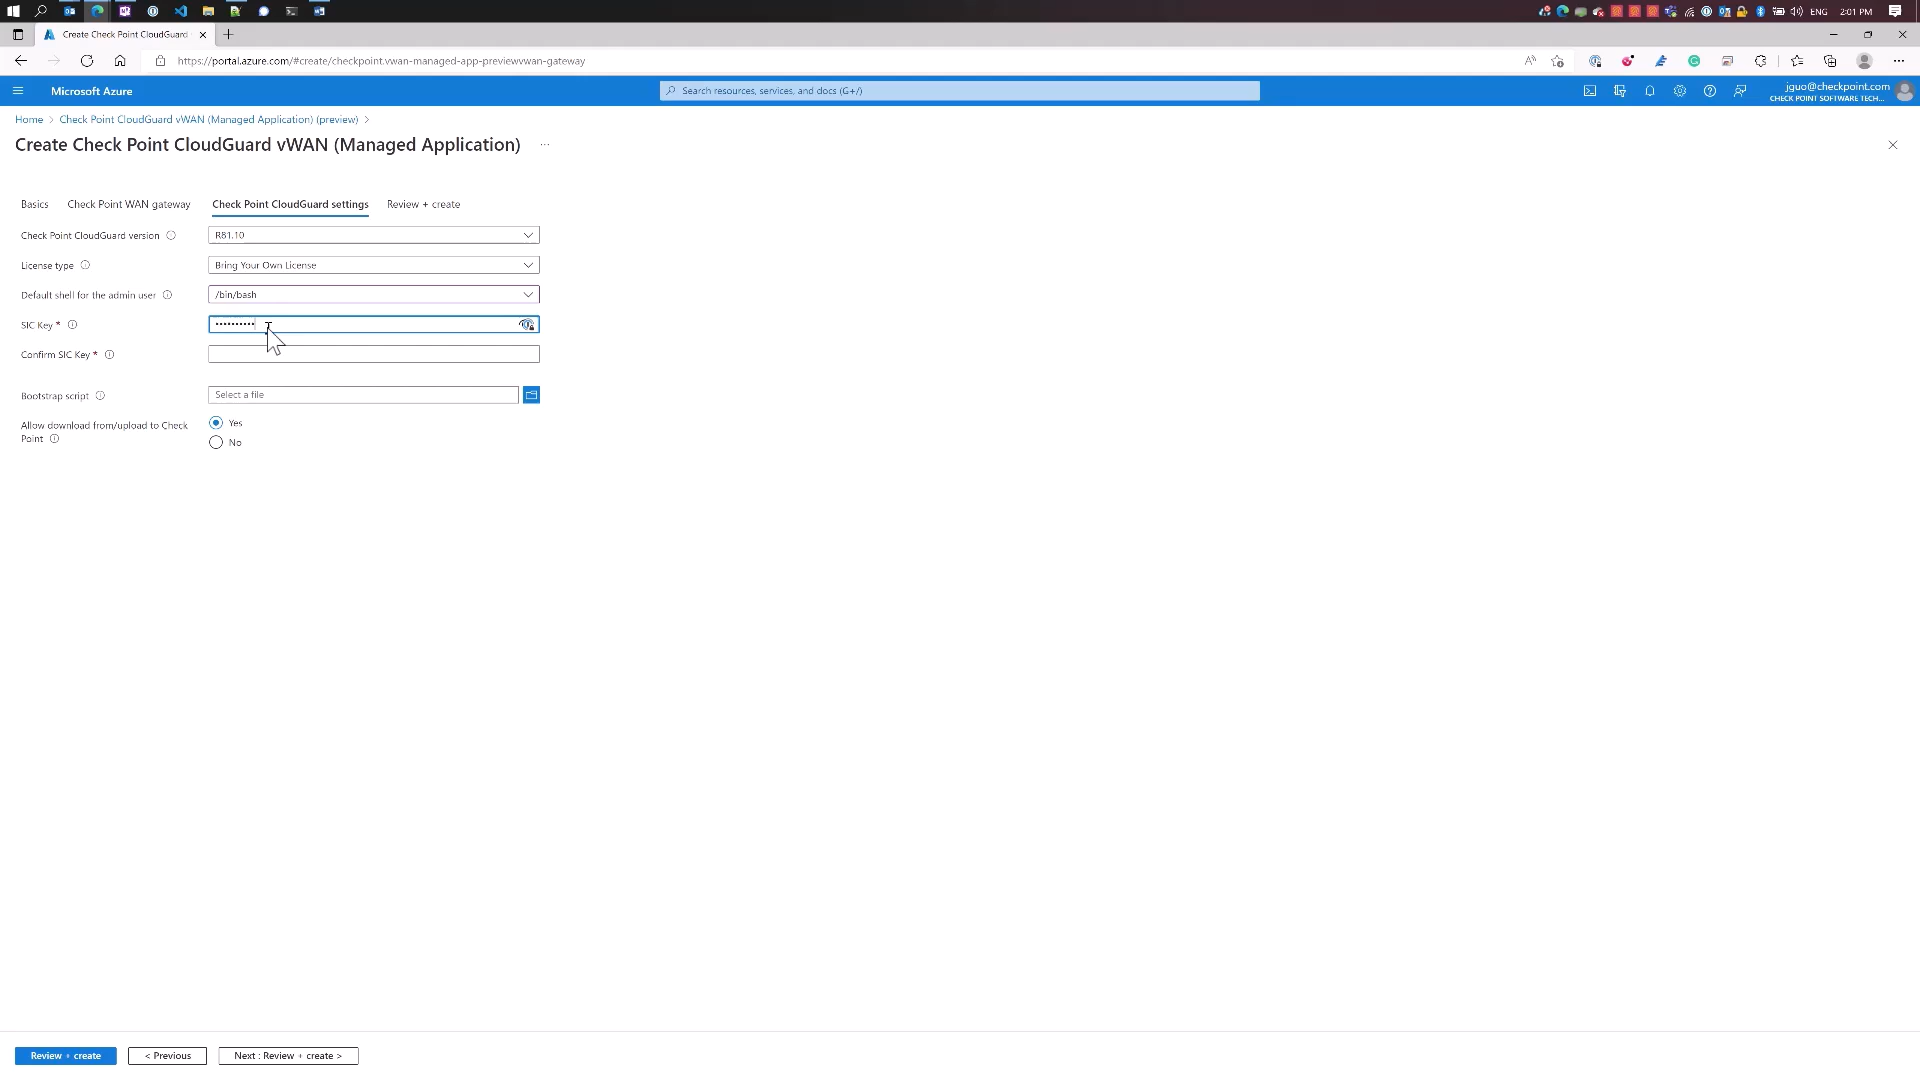 ENG 2:01 PM
Create Check Point CloudGuard
https://portal.azure.com/#create/checkpoint.vwan-managed-app-previewvwan-gateway
Microsoft Azure
Search resources, services, and docs (G+/)
jguo@checkpoint.com
CHECK POINT SOFTWARE TECH...
Home > Check Point CloudGuard vWAN (Managed Application) (preview) >
Create Check Point CloudGuard vWAN (Managed Application) ...
Basics Check Point WAN gateway Check Point CloudGuard settings Review + create
Check Point CloudGuard version R81.10
License type Bring Your Own License
Default shell for the admin user /bin/bash
SIC Key * ••••••••••
Confirm SIC Key *
Bootstrap script Select a file
Allow download from/upload to Check
Point
Yes
No
Review + create < Previous Next : Review + create >